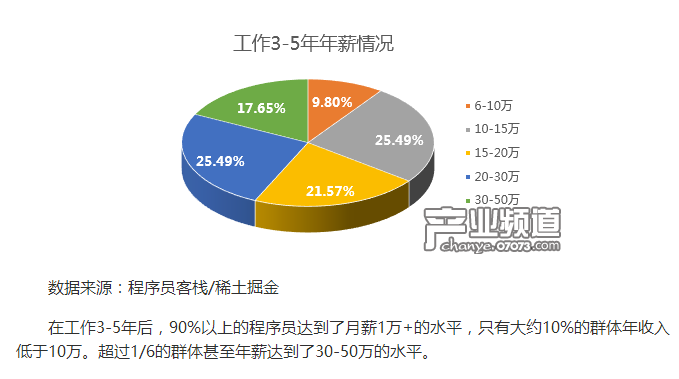 工作3-5年年薪情况
9.80%
25.49%
21.57%
25.49%
17.65%
6-10万
10-15万
15-20万
20-30万
30-50万
产业频道
chanye.07073.com
数据来源：程序员客栈/稀土掘金
在工作3-5年后，90%以上的程序员达到了月薪1万+的水平，只有大约10%的群体年收入
低于10万。超过1/6的群体甚至年薪达到了30-50万的水平。